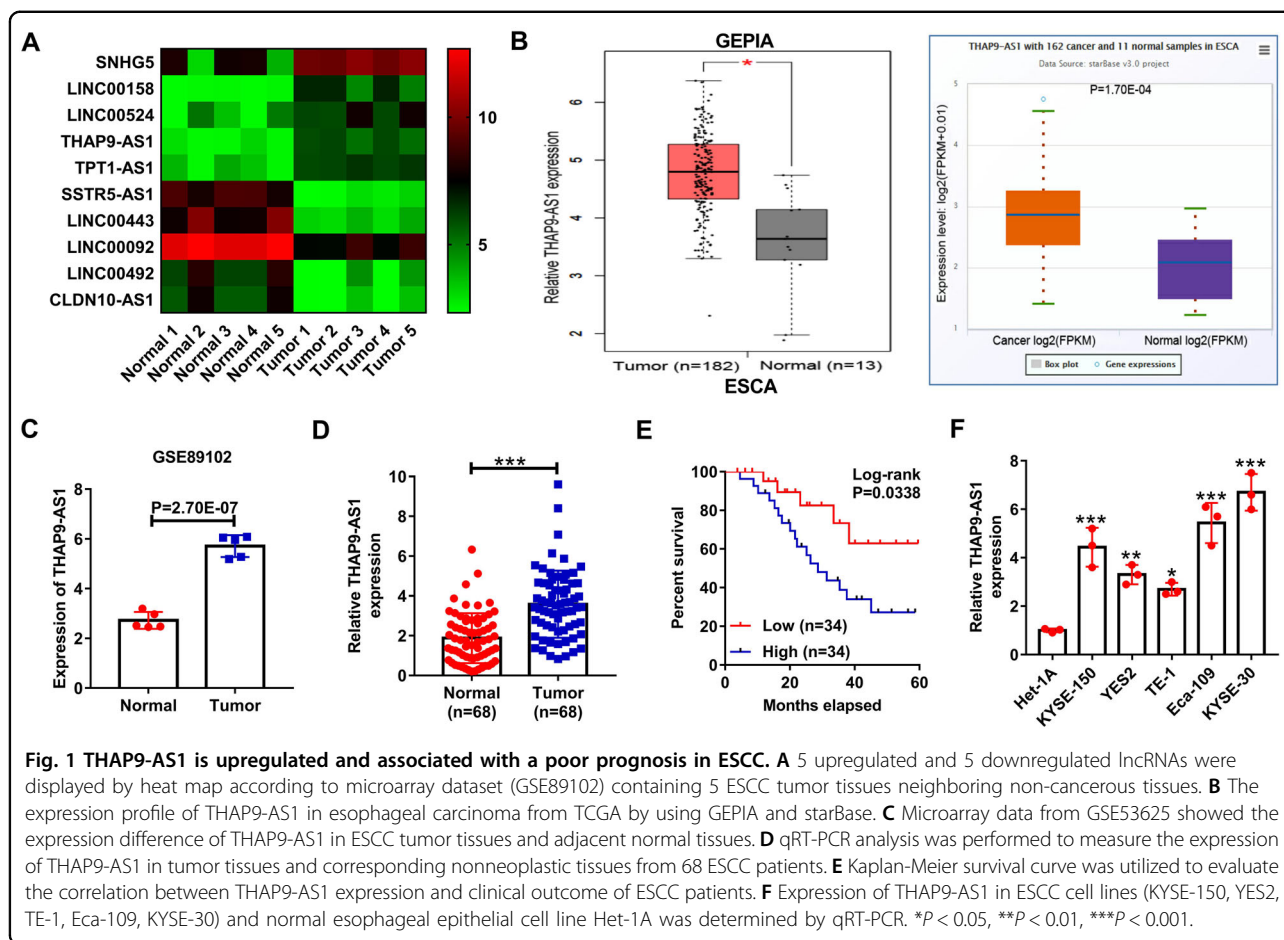 A
SNHG5
LINC00158
LINC00524
THAP9-AS1
TPT1-AS1
SSTR5-AS1
LINC00443
LINC00092
LINC00492
CLDN10-AS1
Normal 1
Normal 2
Normal 3
Normal 4
Normal 5
Tumor 1
Tumor 2
Tumor 3
Tumor 4
Tumor 5
10
5
B
GEPIA
*
Relative THAP9-AS1 expression
6
5
4
3
2
Tumor (n=182)
Normal (n=13)
ESCA
THAP9-AS1 with 162 cancer and 11 normal samples in ESCA
Data Source: starBase v3.0 project
P=1.70E-04
Expression level: log2(FPKM+0.01)
5
4
3
2
1
Cancer log2(FPKM)
Normal log2(FPKM)
Box plot
Gene expressions
C
GSE89102
P=2.70E-07
Expression of THAP9-AS1
8
6
4
2
0
Normal
Tumor
D
***
Relative THAP9-AS1
expression
10
8
6
4
2
0
Normal
(n=68)
Tumor
(n=68)
E
Log-rank
P=0.0338
Percent survival
100
80
60
40
20
0
Low (n=34)
High (n=34)
0
20
40
60
Months elapsed
F
Relative THAP9-AS1
expression
8
6
4
2
0
***
**
*
***
***
Het-1A
KYSE-150
YES2
TE-1
Eca-109
KYSE-30
Fig. 1 THAP9-AS1 is upregulated and associated with a poor prognosis in ESCC. A 5 upregulated and 5 downregulated lncRNAs were
displayed by heat map according to microarray dataset (GSE89102) containing 5 ESCC tumor tissues neighboring non-cancerous tissues. B The
expression profile of THAP9-AS1 in esophageal carcinoma from TCGA by using GEPIA and starBase. C Microarray data from GSE53625 showed the
expression difference of THAP9-AS1 in ESCC tumor tissues and adjacent normal tissues. D qRT-PCR analysis was performed to measure the expression
of THAP9-AS1 in tumor tissues and corresponding nonneoplastic tissues from 68 ESCC patients. E Kaplan-Meier survival curve was utilized to evaluate
the correlation between THAP9-AS1 expression and clinical outcome of ESCC patients. F Expression of THAP9-AS1 in ESCC cell lines (KYSE-150, YES2,
TE-1, Eca-109, KYSE-30) and normal esophageal epithelial cell line Het-1A was determined by qRT-PCR. *P < 0.05, **P < 0.01, ***P < 0.001.